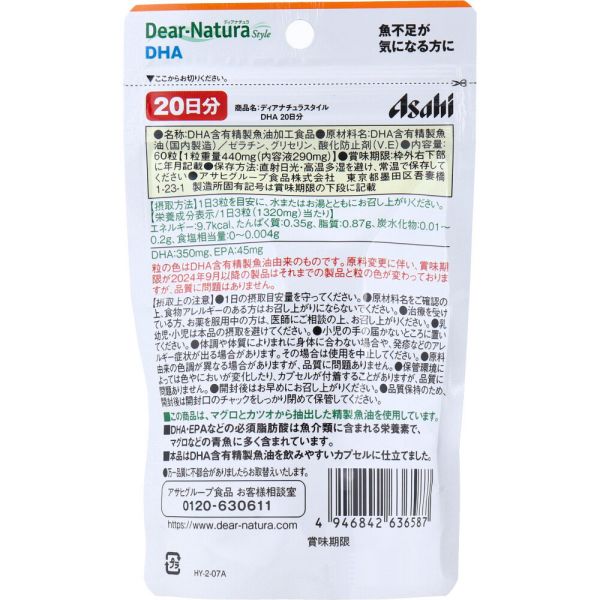 ディアナチュラ
Dear-Natura Style
DHA
魚不足が
気になる方に
▼ここからお切りください。
20日分
商品名:ディアナチュラスタイル
DHA 20日分
Asahi
●名称:DHA含有精製魚油加工食品●原材料名:DHA含有精製魚
油(国内製造)/ゼラチン、グリセリン、酸化防止剤(V.E)●内容量:
60粒【1粒重量440mg(内容液290mg)】●賞味期限:枠外右下部
に年月記載●保存方法:直射日光・高温多湿を避け、常温で保存して
ください。●アサヒグループ食品株式会社 東京都墨田区吾妻橋
1-23-1 製造所固有記号は賞味期限の下段に記載
【摂取方法】1日3粒を目安に、水またはお湯とともにお召し上がりください。
【栄養成分表示/1日3粒(1320mg)当たり】
エネルギー:9.7kcal、たんぱく質:0.35g、脂質:0.87g、炭水化物:0.01~
0.2g、食塩相当量:0~0.004g
DHA:350mg、EPA:45mg
粒の色はDHA含有精製魚油由来のものです。原料変更に伴い、賞味期
限が2024年9月以降の製品はそれまでの製品と粒の色が変わっておりま
すが、品質に問題はありません。
【摂取上の注意】●1日の摂取目安量を守ってください。●原材料名をご確認の
上、食物アレルギーのある方はお召し上がりにならないでください。●治療を受け
ている方、お薬を服用中の方は、医師にご相談の上、お召し上がりください。●乳
幼児・小児は本品の摂取を避けてください。●小児の手の届かないところに置い
てください。●体調や体質によりまれに身体に合わない場合や、発疹などのアレ
ルギー症状が出る場合があります。その場合は使用を中止してください。●原料
由来の色調が異なる場合がありますが、品質に問題ありません。●保管環境に
よっては色やにおいが変化したり、カプセルが付着することがありますが、品質に
問題ありません。●開封後はお早めにお召し上がりください。●品質保持のため、
開封後は開封口のチャックをしっかり閉めて保管してください。
■この商品は、マグロとカツオから抽出した精製魚油を使用しています。
■DHA・EPAなどの必須脂肪酸は魚介類に含まれる栄養素で、
マグロなどの青魚に多く含まれています。
■本品はDHA含有精製魚油を飲みやすいカプセルに仕立てました。
●万一品質に不都合がありましたらお取替えいたします。
アサヒグループ食品 お客様相談室
0120-630611
https://www.dear-natura.com
4 946842 636587
賞味期限
プラ
HY-2-07A